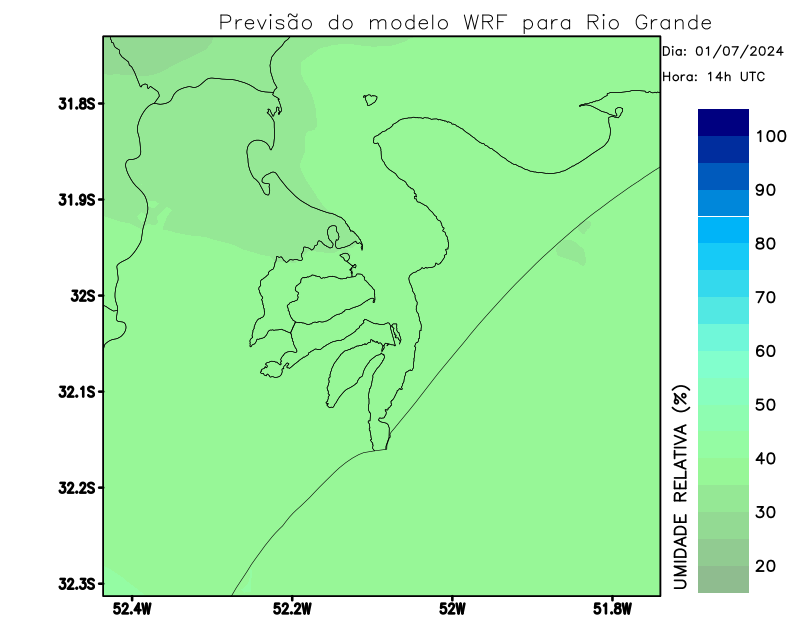 Previsão do modelo WRF para Rio Grande
Dia: 01/07/2024
Hora: 14h UTC
31.8S
31.9S
32S
32.1S
32.2S
32.3S
52.4W 52.2W 52W 51.8W
100
90
80
70
60
50
40
30
20
UMIDADE RELATIVA (%)